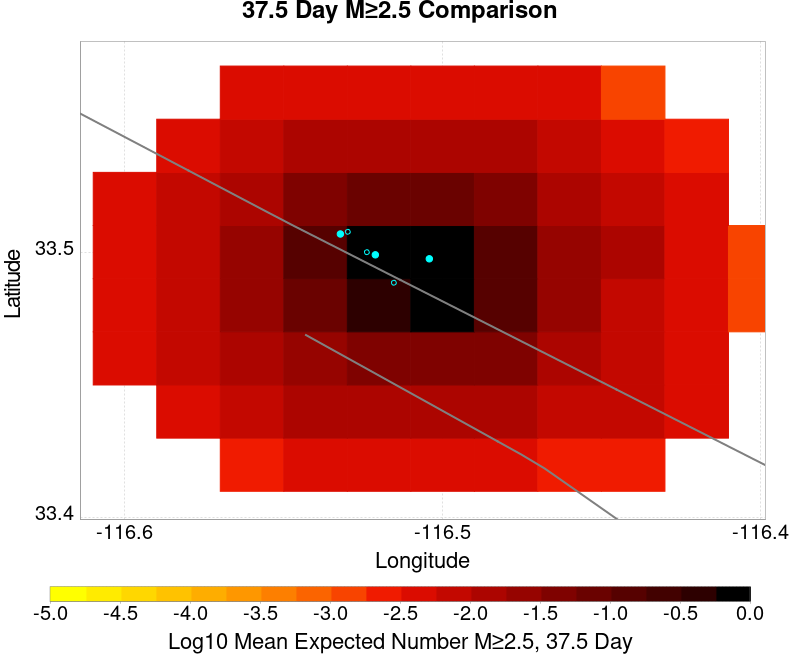 37.5 Day M≥2.5 Comparison
Latitude
33.5
33.4
-116.6 -116.5 -116.4
Longitude
-5.0 -4.5 -4.0 -3.5 -3.0 -2.5 -2.0 -1.5 -1.0 -0.5 0.0
Log10 Mean Expected Number M≥2.5, 37.5 Day